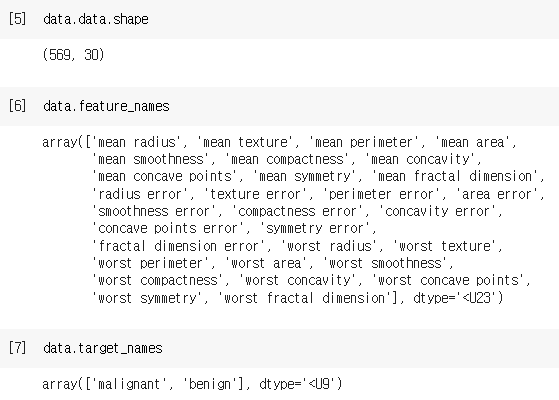 [5] data.data.shape
(569, 30)
[6] data.feature_names
array(['mean radius', 'mean texture', 'mean perimeter', 'mean area',
'mean smoothness', 'mean compactness', 'mean concavity',
'mean concave points', 'mean symmetry', 'mean fractal dimension',
'radius error', 'texture error', 'perimeter error', 'area error',
'smoothness error', 'compactness error', 'concavity error',
'concave points error', 'symmetry error',
'fractal dimension error', 'worst radius', 'worst texture',
'worst perimeter', 'worst area', 'worst smoothness',
'worst compactness', 'worst concavity', 'worst concave points',
'worst symmetry', 'worst fractal dimension'], dtype='<U23')
[7] data.target_names
array(['malignant', 'benign'], dtype='<U9')